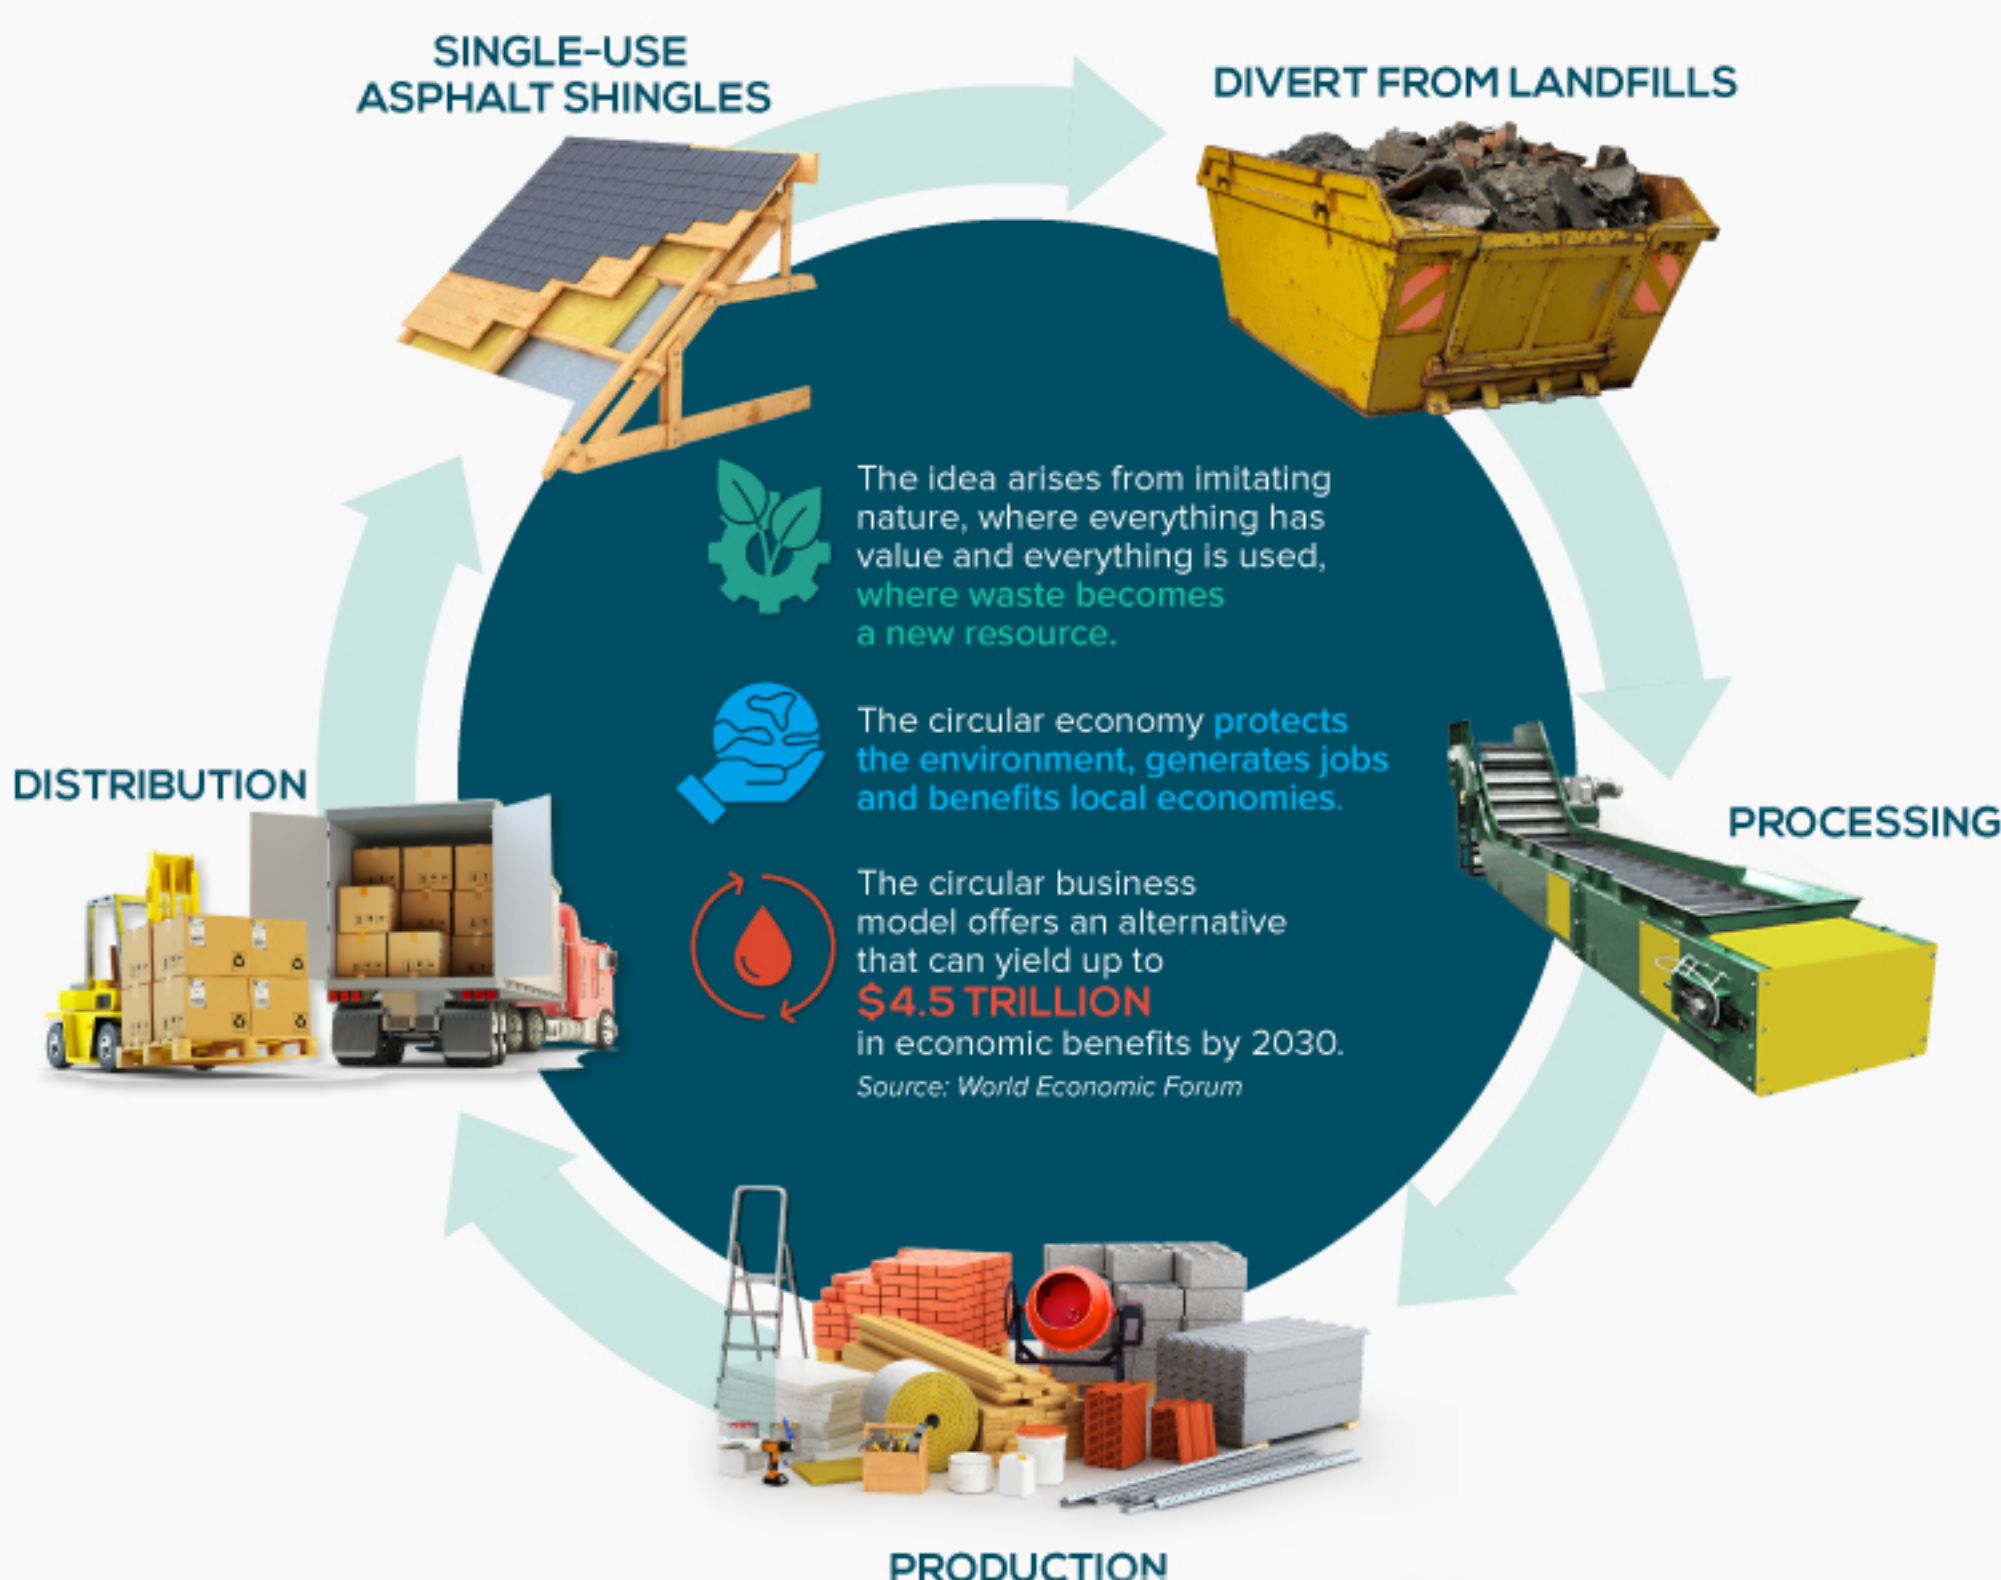 SINGLE-USE
ASPHALT SHINGLES
DIVERT FROM LANDFILLS
The idea arises from imitating
nature, where everything has
value and everything is used,
where waste becomes
a new resource.
The circular economy protects
the environment, generates jobs
and benefits local economies.
The circular business
model offers an alternative
that can yield up to
$4.5 TRILLION
in economic benefits by 2030.
Source: World Economic Forum
DISTRIBUTION
PROCESSING
PRODUCTION